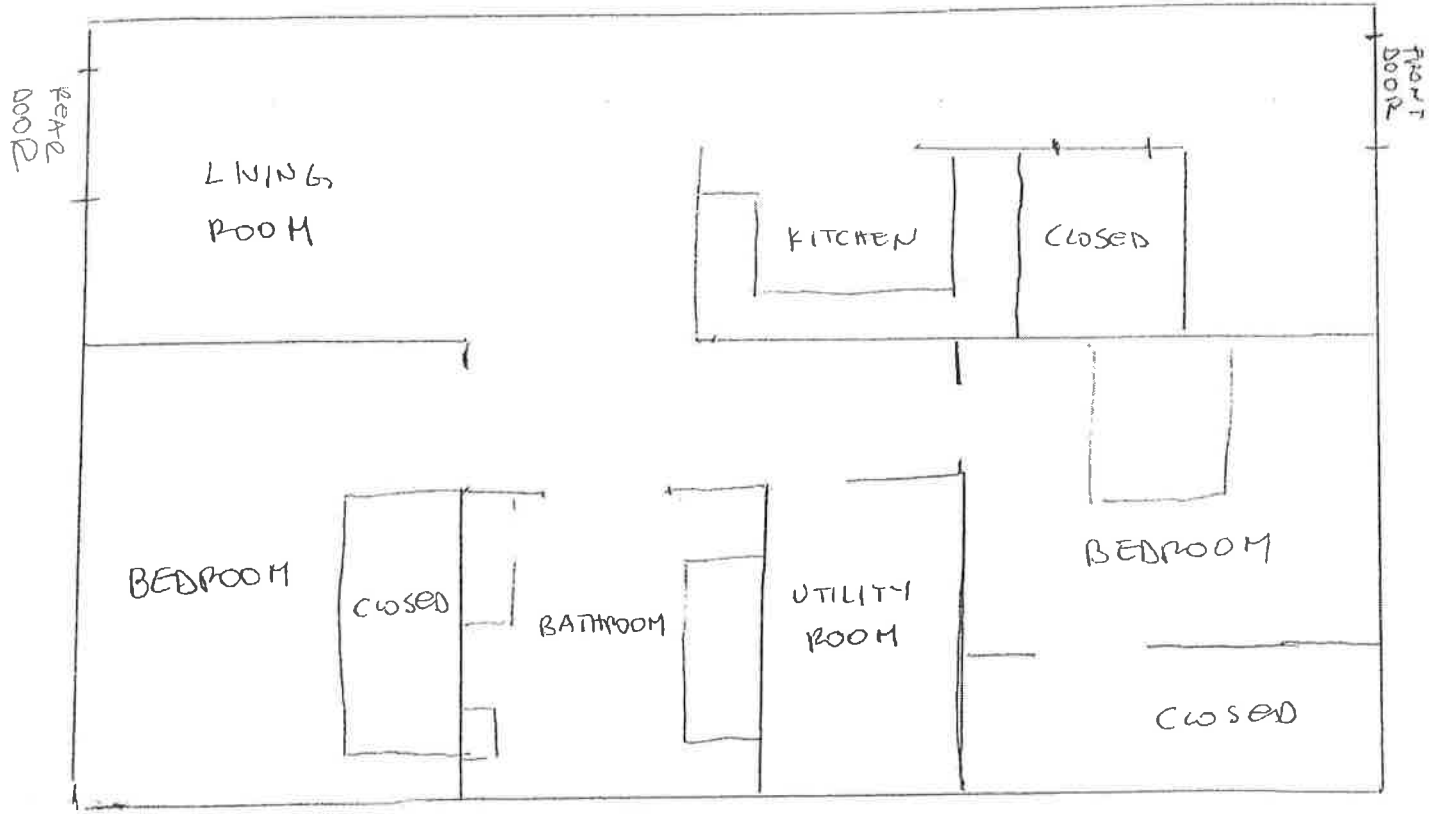 FRONT
DOOR
REAR
DOOR
LIVING
ROOM
KITCHEN
CLOSED
BEDROOM
CLOSED
BATHROOM
UTILITY
ROOM
BEDROOM
CLOSED